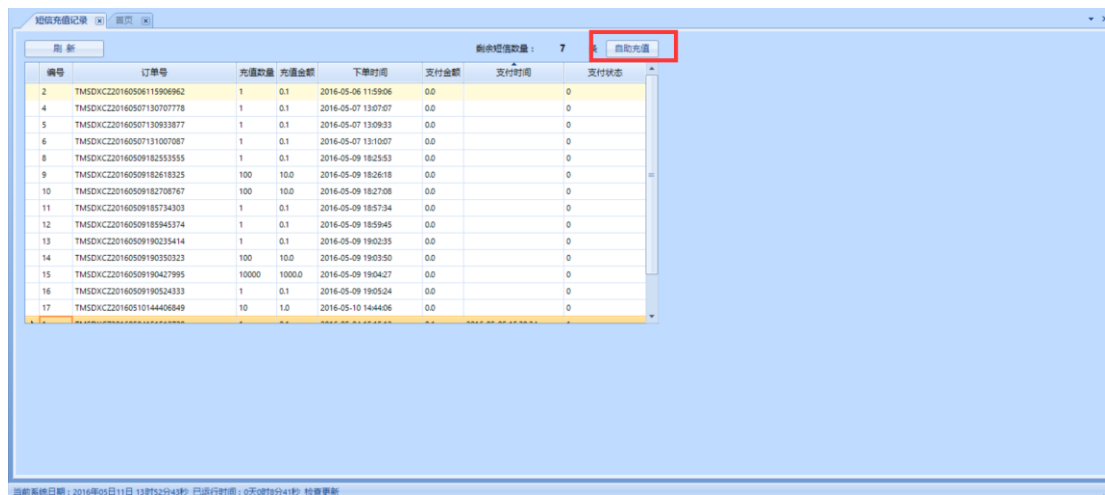 短信充值记录 首页
刷 新 剩余短信数量： 7 条 自助充值
编号 订单号 充值数量 充值金额 下单时间 支付金额 支付时间 支付状态
2 TMSDXCZ20160506115906962 1 0.1 2016-05-06 11:59:06 0.0 0
4 TMSDXCZ20160507130707778 1 0.1 2016-05-07 13:07:07 0.0 0
5 TMSDXCZ20160507130933877 1 0.1 2016-05-07 13:09:33 0.0 0
6 TMSDXCZ20160507131007087 1 0.1 2016-05-07 13:10:07 0.0 0
8 TMSDXCZ20160509182553555 1 0.1 2016-05-09 18:25:53 0.0 0
9 TMSDXCZ20160509182618325 100 10.0 2016-05-09 18:26:18 0.0 0
10 TMSDXCZ20160509182708767 100 10.0 2016-05-09 18:27:08 0.0 0
11 TMSDXCZ20160509185734303 1 0.1 2016-05-09 18:57:34 0.0 0
12 TMSDXCZ20160509185945374 1 0.1 2016-05-09 18:59:45 0.0 0
13 TMSDXCZ20160509190235414 1 0.1 2016-05-09 19:02:35 0.0 0
14 TMSDXCZ20160509190350323 100 10.0 2016-05-09 19:03:50 0.0 0
15 TMSDXCZ20160509190427995 10000 1000.0 2016-05-09 19:04:27 0.0 0
16 TMSDXCZ20160509190524333 1 0.1 2016-05-09 19:05:24 0.0 0
17 TMSDXCZ20160510144406849 10 1.0 2016-05-10 14:44:06 0.0 0
当前系统日期：2016年05月11日 13时52分43秒 已运行时间：0天0时8分41秒 检查更新